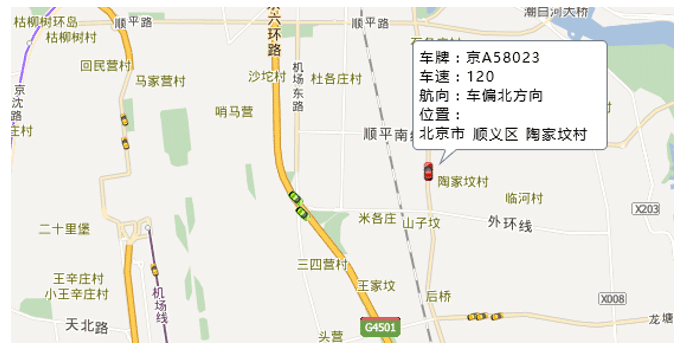 枯柳树环岛
顺平路
枯柳树村
回民营村
马家营村
沙坨村
杜各庄村
东六环路
机场东路
顺平路
潮白河大桥
京沈路
庄村
哨马营
顺平南线
车牌：京A58023
车速：120
航向：车偏北方向
位置：
北京市 顺义区 陶家坟村
村
陶家坟村
临河村
X203
米各庄
山子坟
外环线
二十里堡
三四营村
王家坟
王辛庄村
小王辛庄村
机场线
后桥
X008
天北路
头营
G4501
龙塘